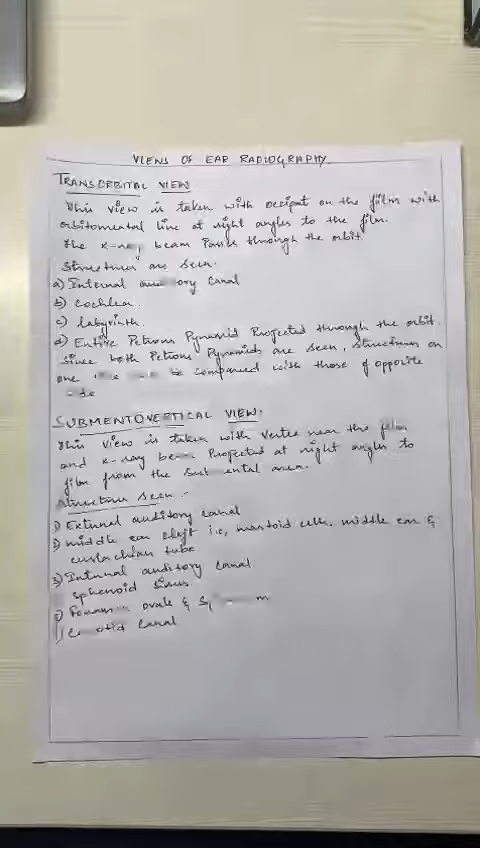 VIEWS OF EAR RADIOGRAPHY
TRANSORBITAL VIEW
This view is taken with occiput on the film with
orbitomental line at right angles to the film.
The x-ray beam Passes through the orbit.
Structures are seen.
a) Internal Canal
b) Cochlea.
c) labyrinth.
d) Entire Petrous Pyramid Projected through the orbit.
Since both Petrous Pyramids are seen, structures on
one be compared with those of opposite
SUBMENTOVERTICAL VIEW:
This view is taken with Vertex near the film
and x-ray Projected at right angles to
film from the area.
Structures seen -
1) External auditory canal
2) middle ear cleft i.e, mastoid cells, middle ear &
eustachian tube
3) Internal auditory canal
sphenoid sinus
ovale &
canal